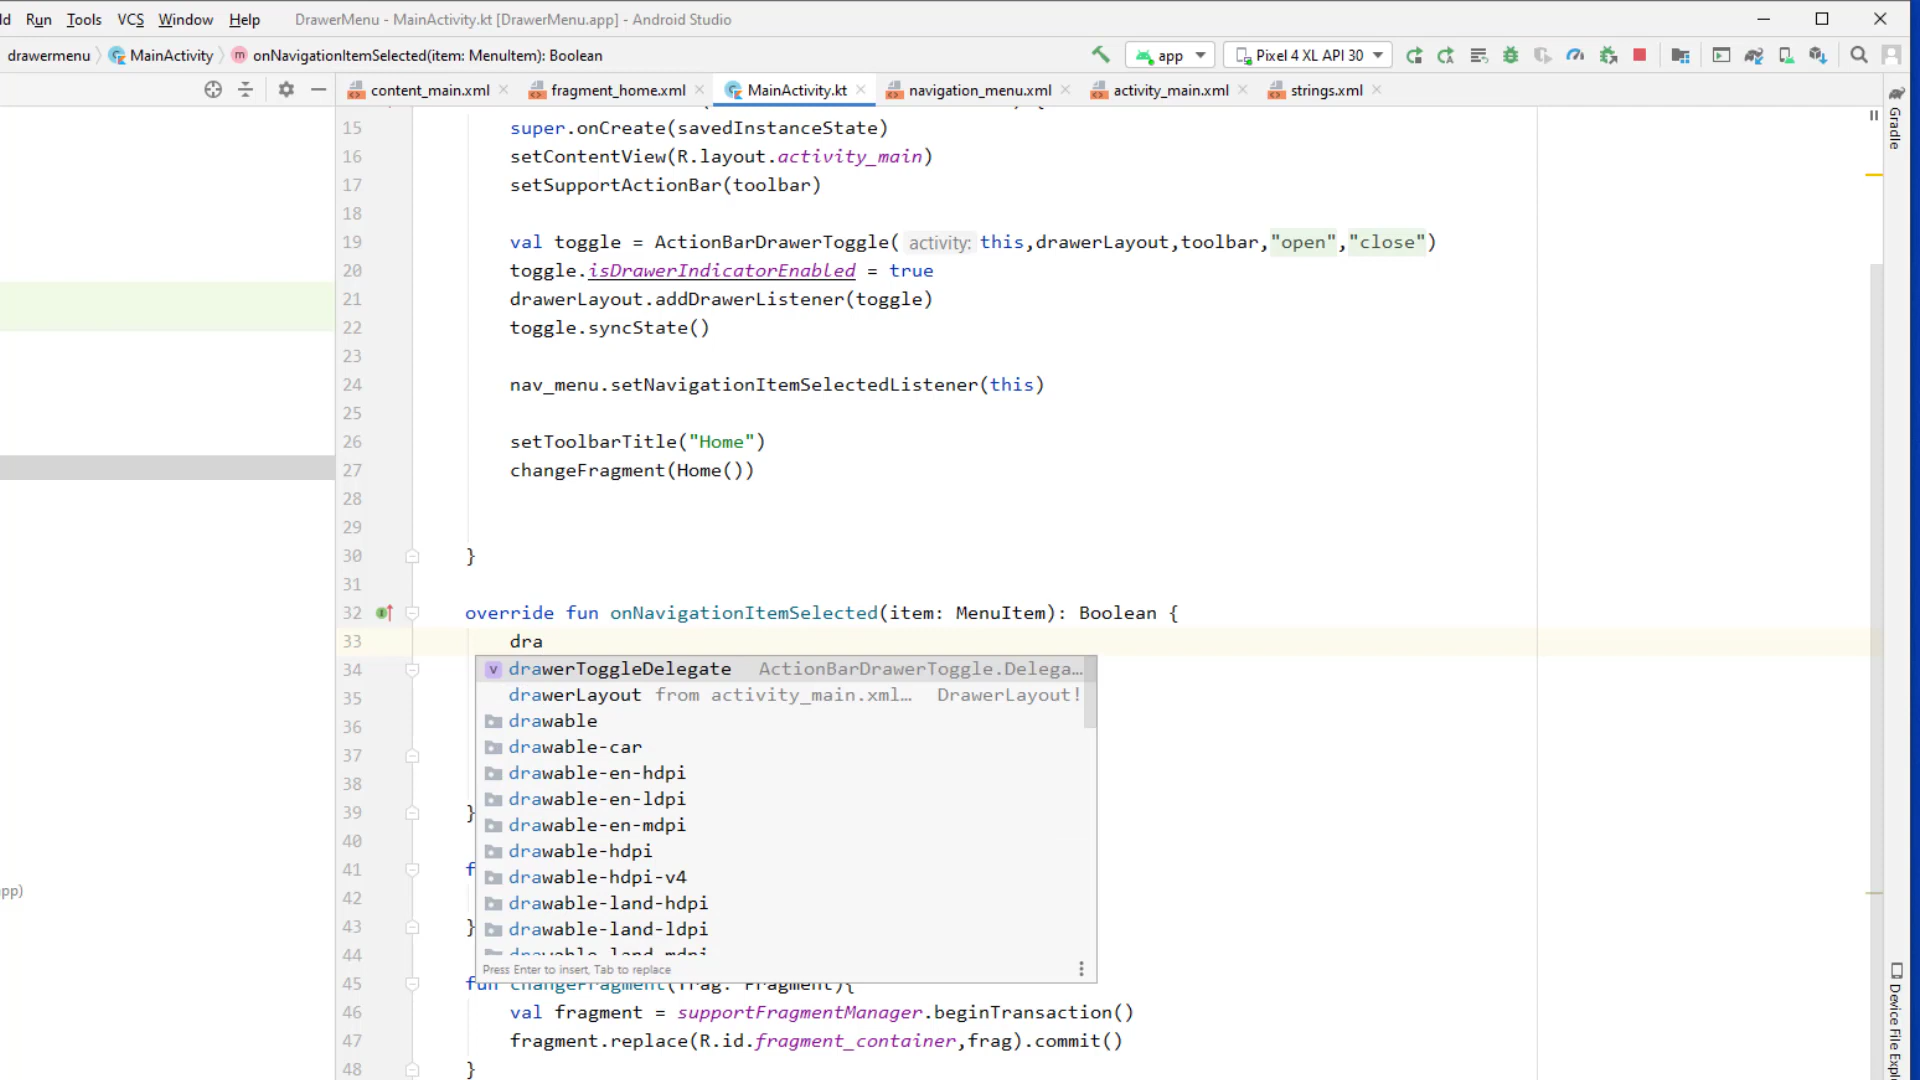 ld Run Tools VCS Window Help DrawerMenu - MainActivity.kt [DrawerMenu.app] - Android Studio
drawermenu MainActivity m onNavigationItemSelected(item: MenuItem): Boolean app Pixel 4 XL API 30
content_main.xml fragment_home.xml MainActivity.kt navigation_menu.xml activity_main.xml strings.xml
Gradle
15 super.onCreate(savedInstanceState)
16 setContentView(R.layout.activity_main)
17 setSupportActionBar(toolbar)
18
19 val toggle = ActionBarDrawerToggle( activity: this,drawerLayout,toolbar,"open","close")
20 toggle.isDrawerIndicatorEnabled = true
21 drawerLayout.addDrawerListener(toggle)
22 toggle.syncState()
23
24 nav_menu.setNavigationItemSelectedListener(this)
25
26 setToolbarTitle("Home")
27 changeFragment(Home())
28
29
30 }
31
32 override fun onNavigationItemSelected(item: MenuItem): Boolean {
33 dra
34 v drawerToggleDelegate ActionBarDrawerToggle.Delega…
35 drawerLayout from activity_main.xml… DrawerLayout!
36 drawable
37 drawable-car
38 drawable-en-hdpi
drawable-en-ldpi
39 } drawable-en-mdpi
40 drawable-hdpi
41 f drawable-hdpi-v4
42 drawable-land-hdpi
43 } drawable-land-ldpi
44 drawable-land-mdpi
Press Enter to insert, Tab to replace
45 fun changeFragment(frag: Fragment){
46 val fragment = supportFragmentManager.beginTransaction()
47 fragment.replace(R.id.fragment_container,frag).commit()
48 }
pp)
Device File Expl